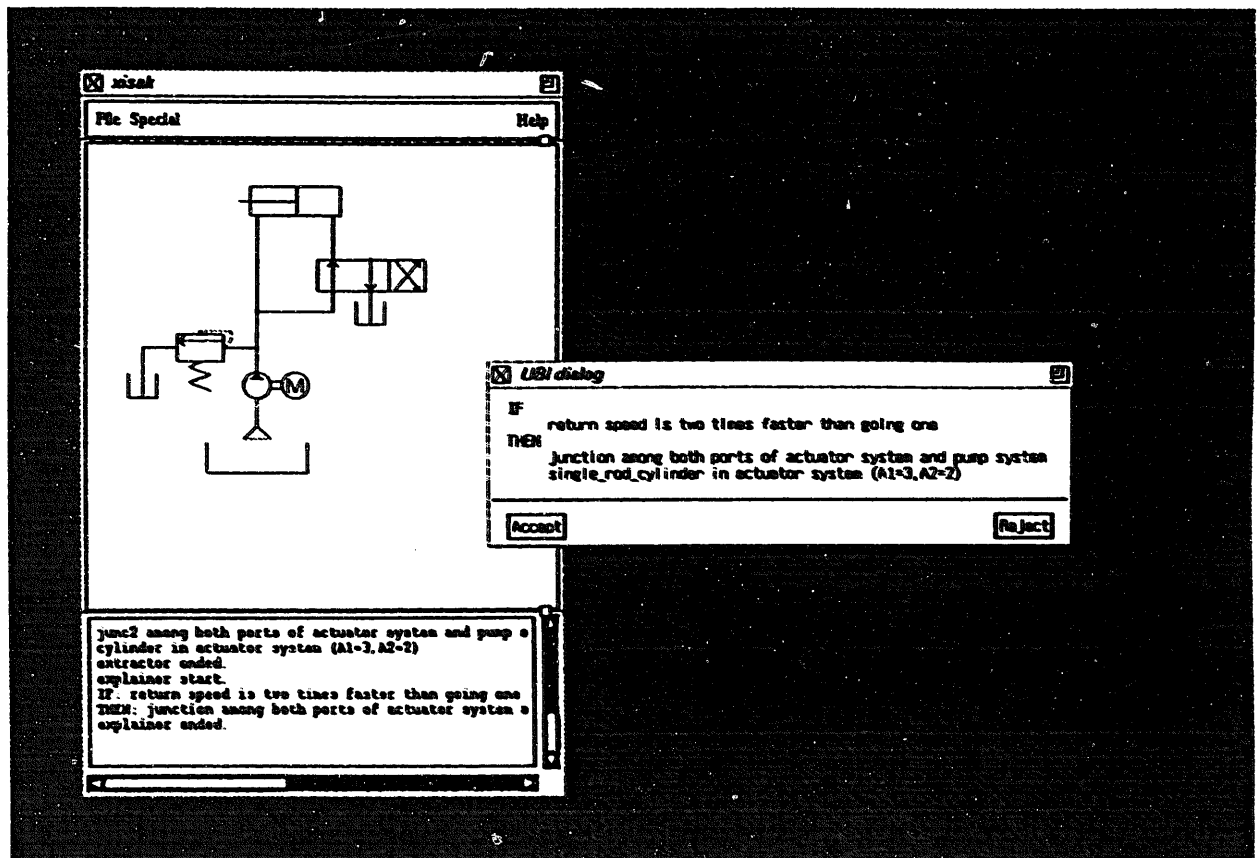 xisak
File Special Help
M
UBI dialog
IF
return speed is two times faster than going one
THEN
junction among both ports of actuator system and pump system
single_rod_cylinder in actuator system (A1=3,A2=2)
Accept Reject
junc2 among both ports of actuator system and pump s
cylinder in actuator system (A1=3,A2=2)
extractor ended.
explainer start.
IF: return speed is two times faster than going one
THEN: junction among both ports of actuator system a
explainer ended.